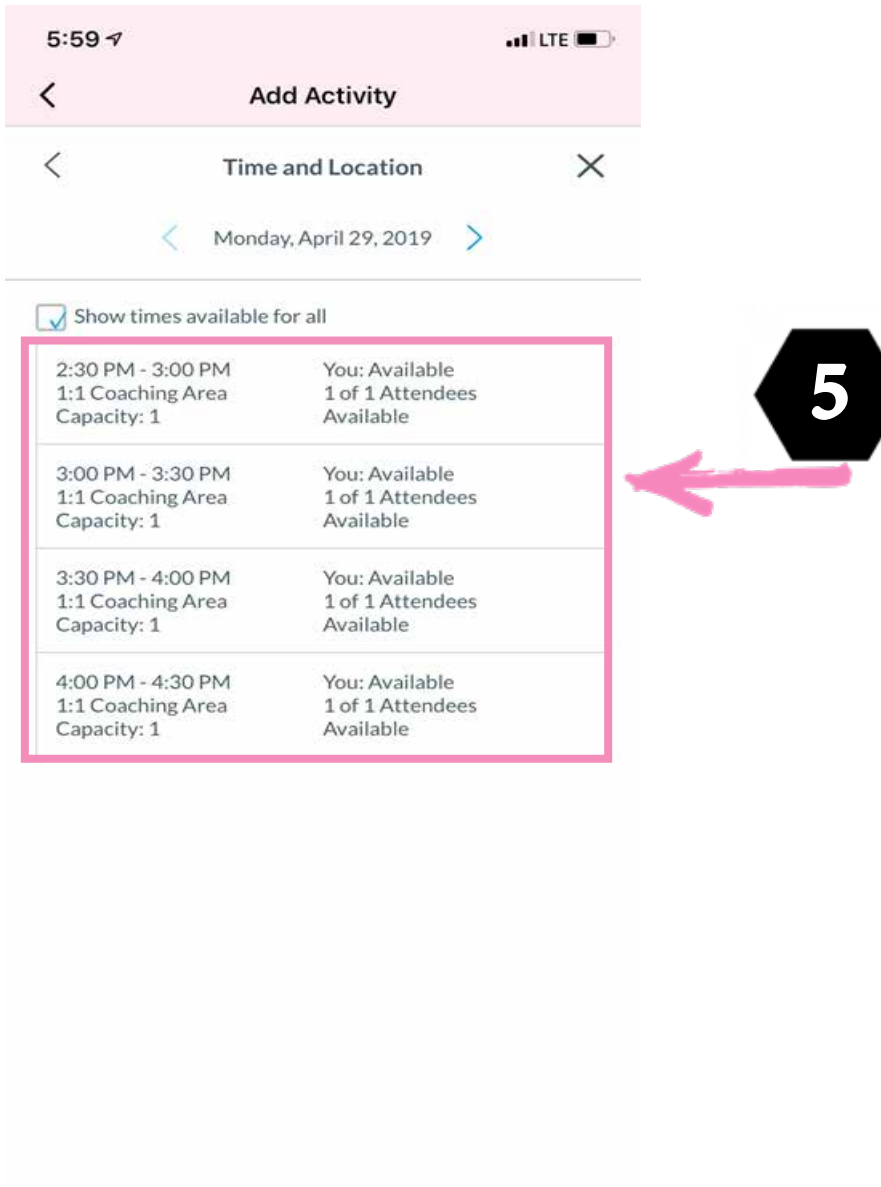 5:59 LTE
Add Activity
Time and Location
Monday, April 29, 2019
Show times available for all
2:30 PM - 3:00 PM You: Available
1:1 Coaching Area 1 of 1 Attendees
Capacity: 1 Available
3:00 PM - 3:30 PM You: Available
1:1 Coaching Area 1 of 1 Attendees
Capacity: 1 Available
3:30 PM - 4:00 PM You: Available
1:1 Coaching Area 1 of 1 Attendees
Capacity: 1 Available
4:00 PM - 4:30 PM You: Available
1:1 Coaching Area 1 of 1 Attendees
Capacity: 1 Available
5